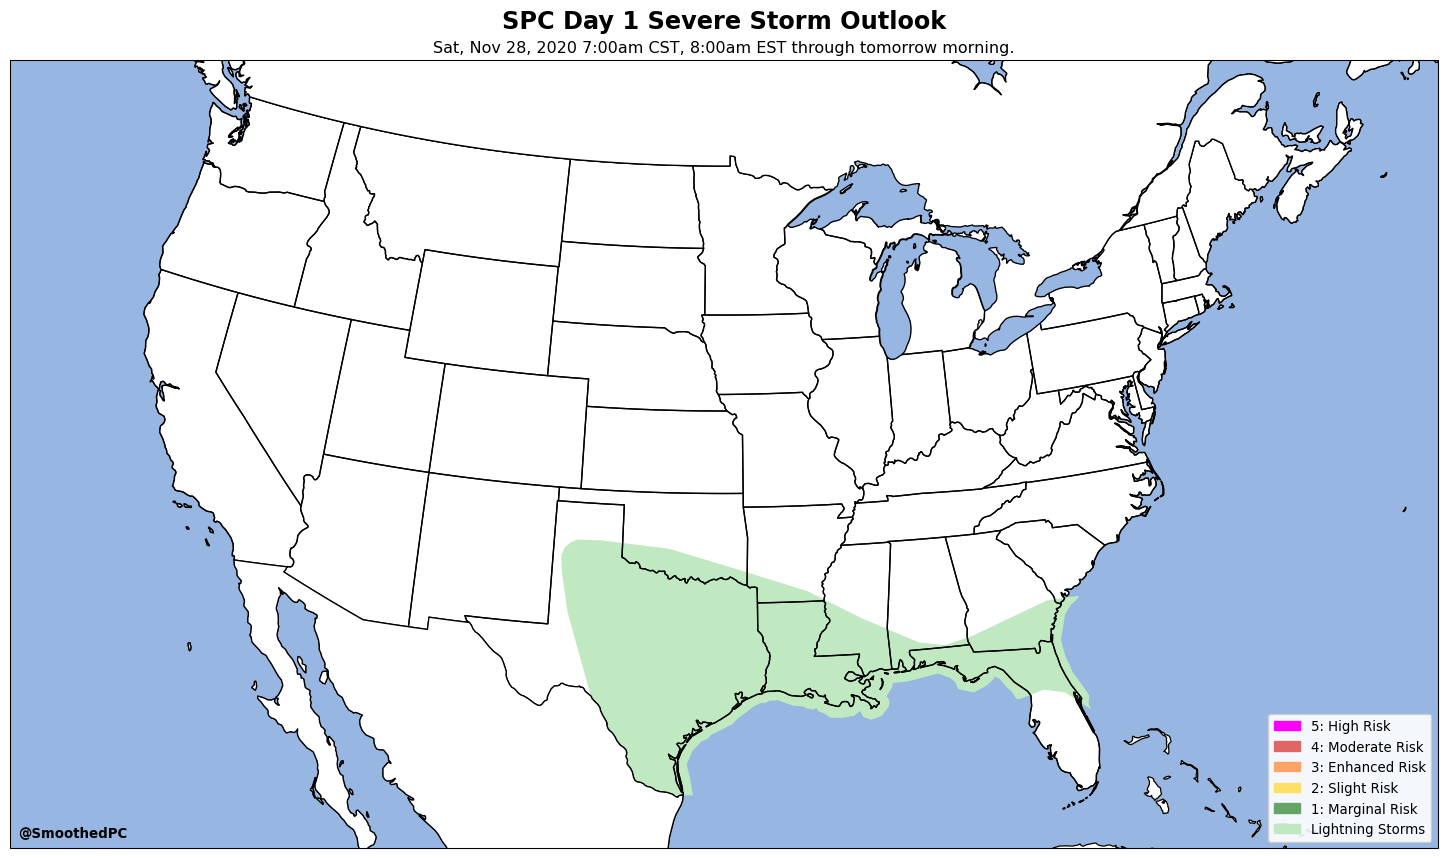 SPC Day 1 Severe Storm Outlook
Sat, Nov 28, 2020 7:00am CST, 8:00am EST through tomorrow morning.
5: High Risk
4: Moderate Risk
3: Enhanced Risk
2: Slight Risk
1: Marginal Risk
Lightning Storms
@SmoothedPC